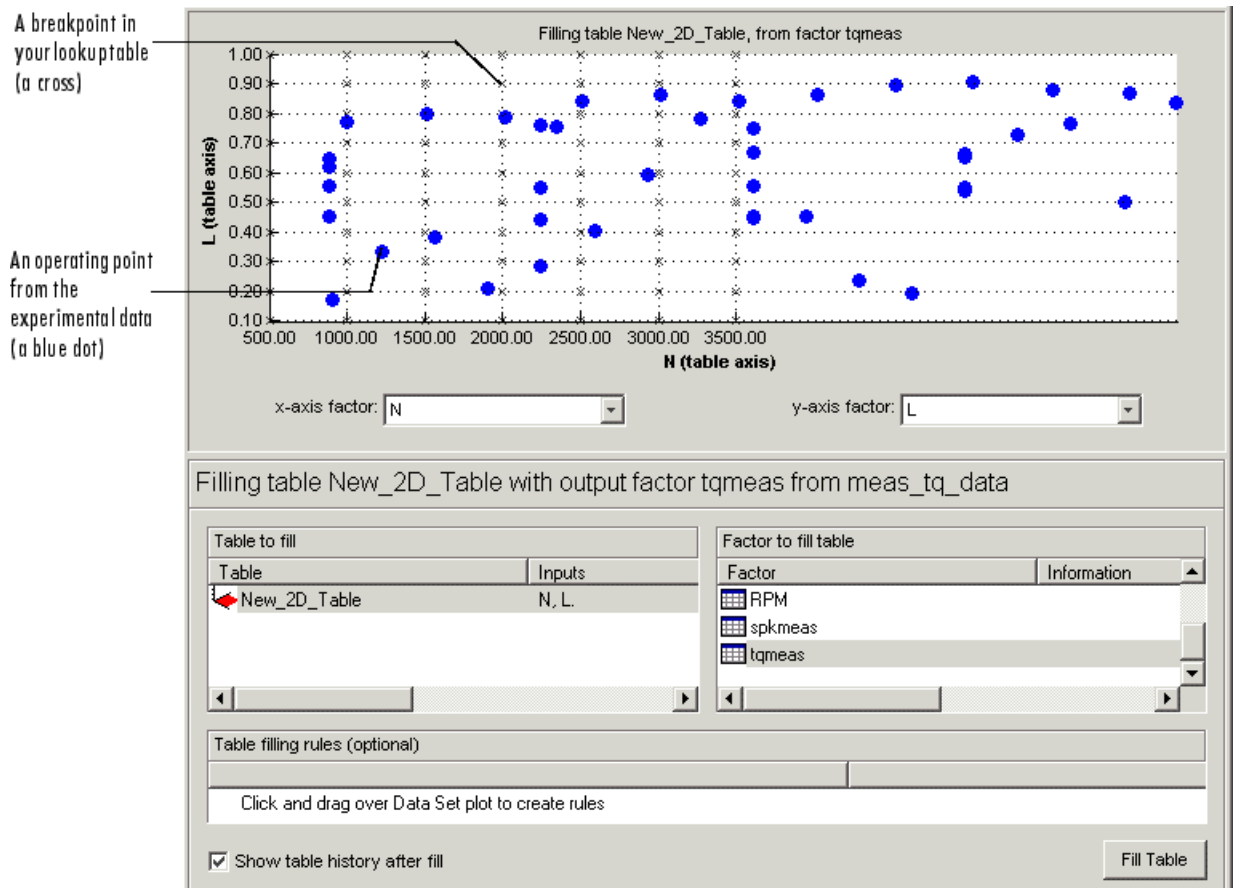 A breakpoint in
your lookup table
(a cross)
Filling table New_2D_Table, from factor tqmeas
1.00
0.90
0.80
0.70
0.60
0.50
0.40
0.30
0.20
0.10
L (table axis)
An operating point
from the
experimental data
(a blue dot)
500.00 1000.00 1500.00 2000.00 2500.00 3000.00 3500.00
N (table axis)
x-axis factor: N
y-axis factor: L
Filling table New_2D_Table with output factor tqmeas from meas_tq_data
Table to fill
Table Inputs
New_2D_Table N, L.
Factor to fill table
Factor Information
RPM
spkmeas
tqmeas
Table filling rules (optional)
Click and drag over Data Set plot to create rules
Show table history after fill
Fill Table